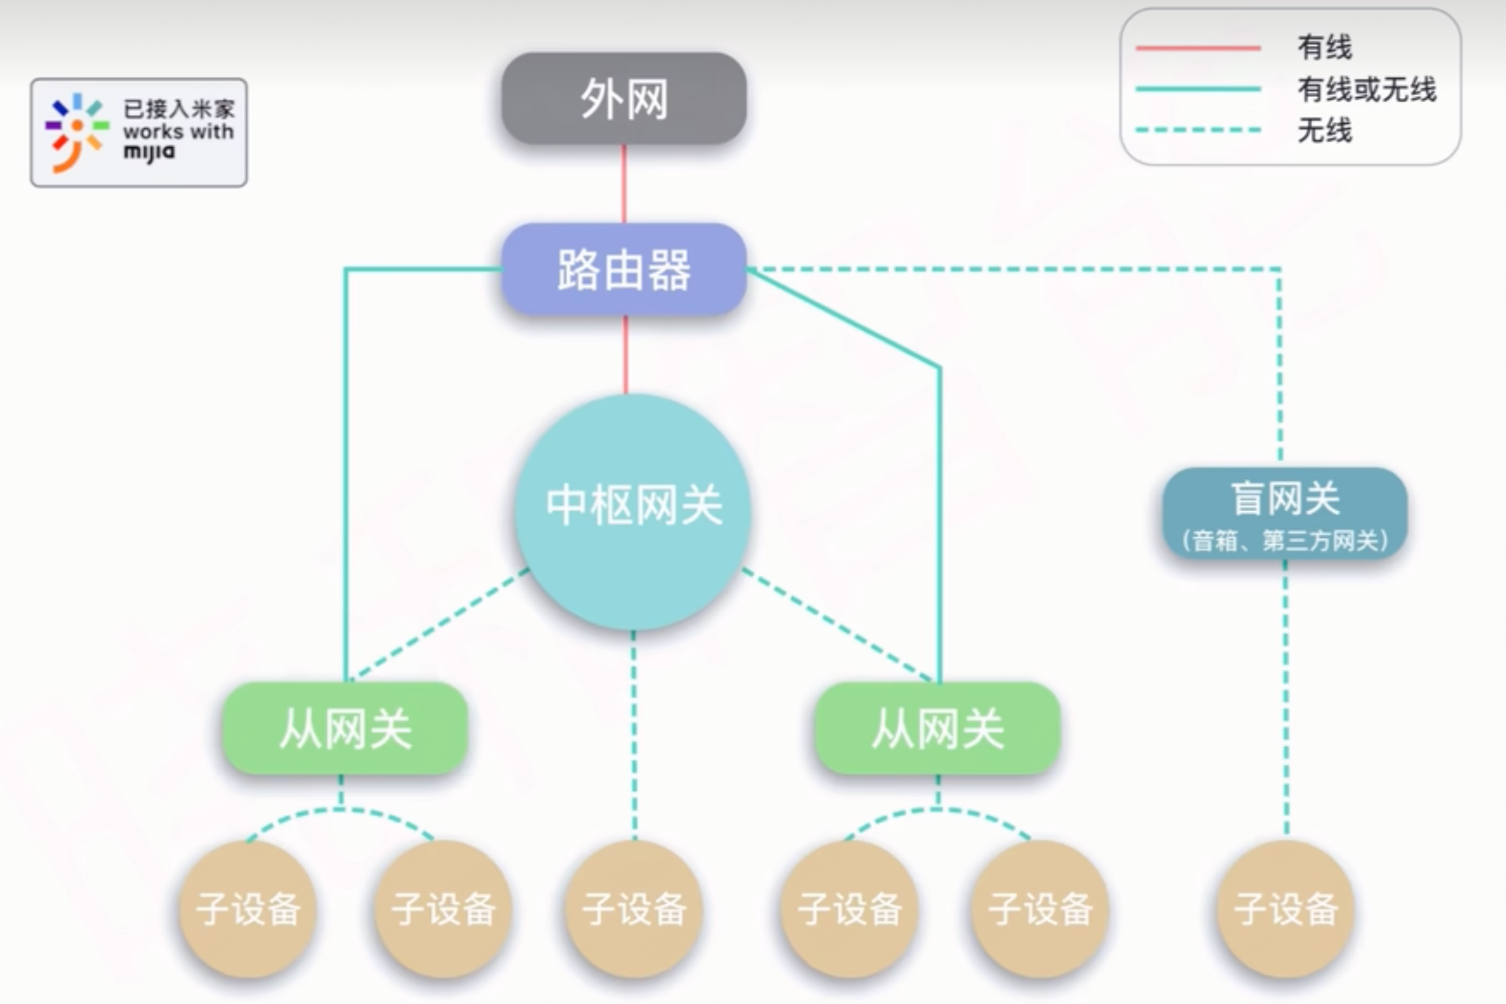 有线
有线或无线
无线
已接入米家
works with
mijia
外网
路由器
中枢网关
盲网关
（音箱、第三方网关）
从网关
从网关
子设备
子设备
子设备
子设备
子设备
子设备